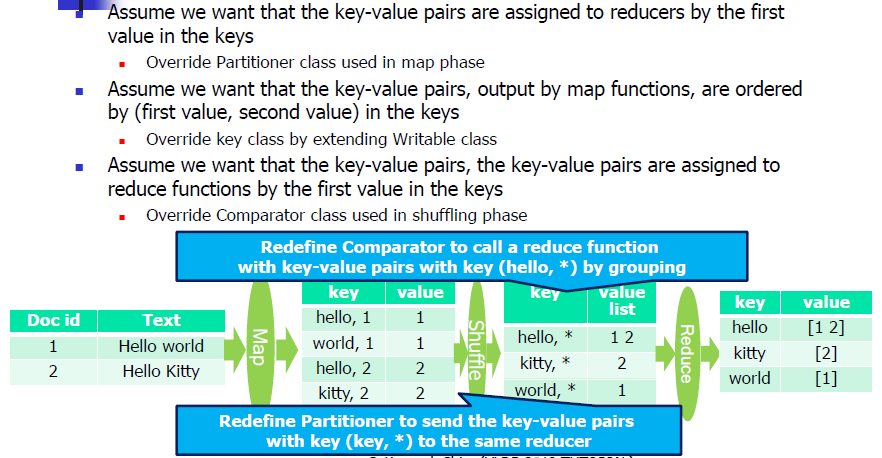 Assume we want that the key-value pairs are assigned to reducers by the first
value in the keys
Override Partitioner class used in map phase
Assume we want that the key-value pairs, output by map functions, are ordered
by (first value, second value) in the keys
Override key class by extending Writable class
Assume we want that the key-value pairs, the key-value pairs are assigned to
reduce functions by the first value in the keys
Override Comparator class used in shuffling phase
Redefine Comparator to call a reduce function
with key-value pairs with key (hello, *) by grouping
Doc id Text
1 Hello world
2 Hello Kitty
Map
key value
hello, 1 1
world, 1 1
hello, 2 2
kitty, 2 2
Shuffle
key value list
hello, * 1 2
kitty, * 2
world, * 1
Reduce
key value
hello [1 2]
kitty [2]
world [1]
Redefine Partitioner to send the key-value pairs
with key (key, *) to the same reducer